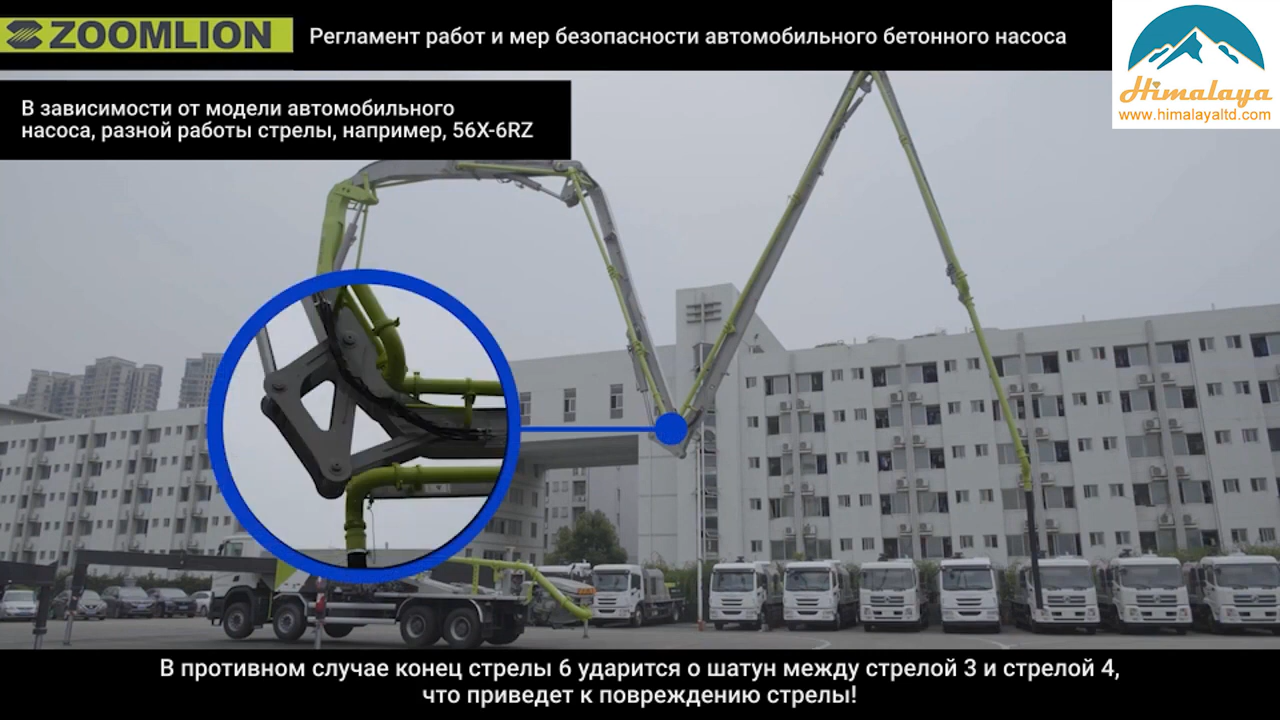 ZOOMLION
Регламент работ и мер безопасности автомобильного бетонного насоса
Himalaya
www.himalayaltd.com
В зависимости от модели автомобильного
насоса, разной работы стрелы, например, 56X-6RZ
В противном случае конец стрелы 6 ударится о шатун между стрелой 3 и стрелой 4,
что приведет к повреждению стрелы!